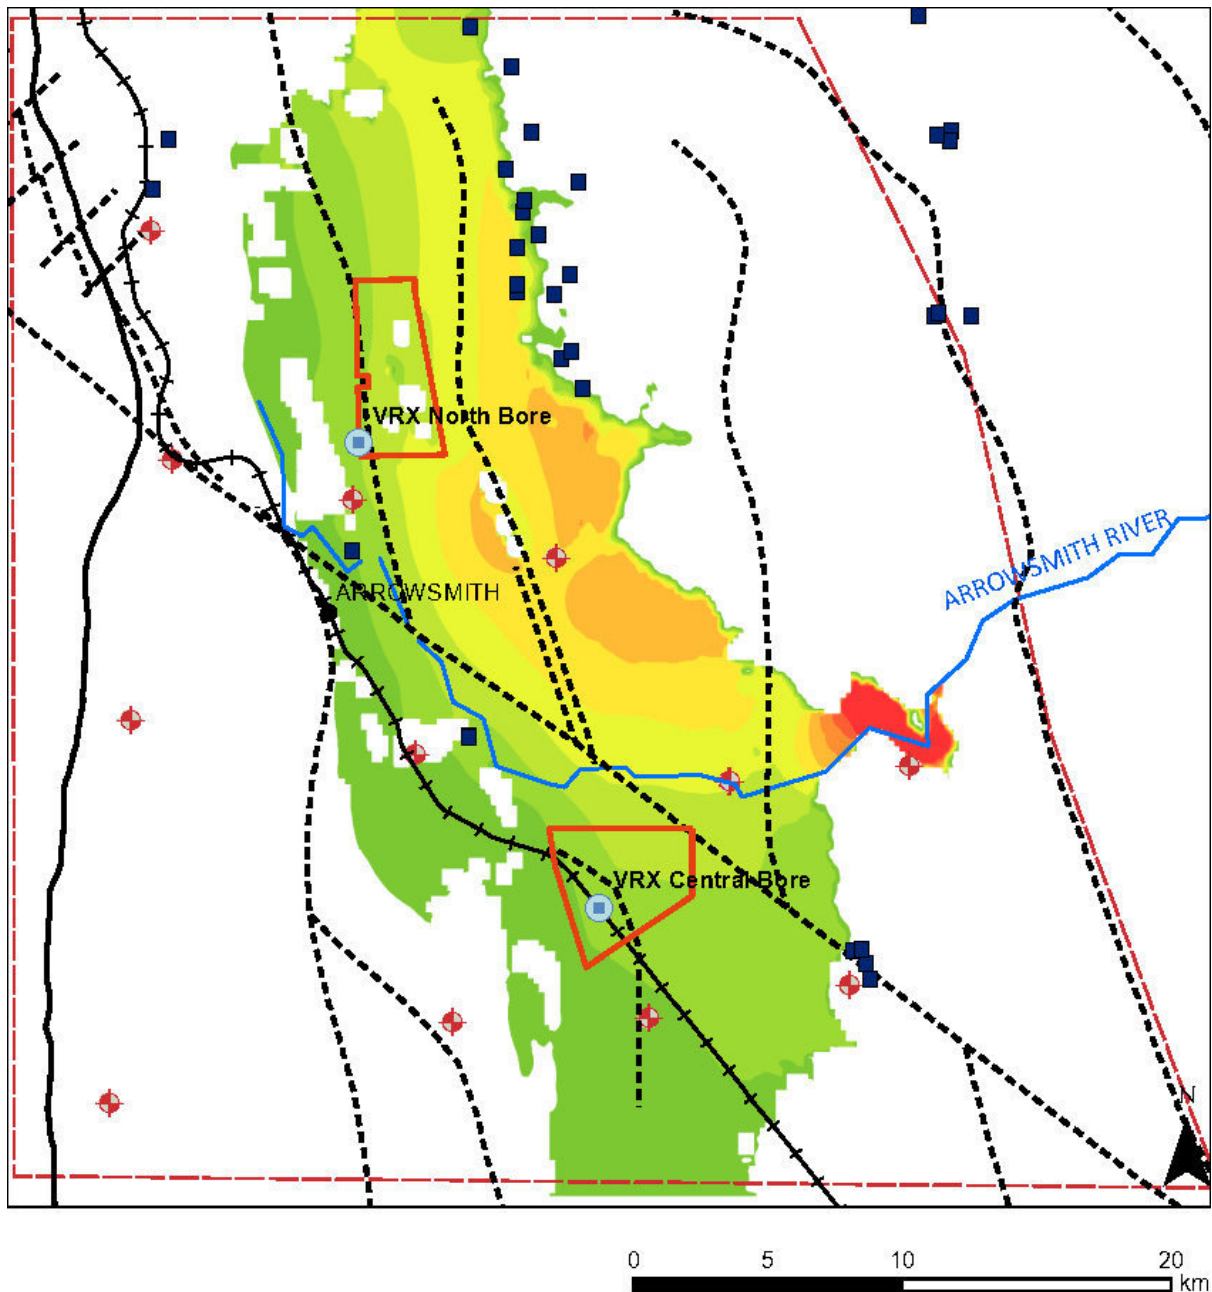 VRX North Bore
ARROWSMITH RIVER
ARROWSMITH
VRX Central Bore
N
0 5 10 20
km